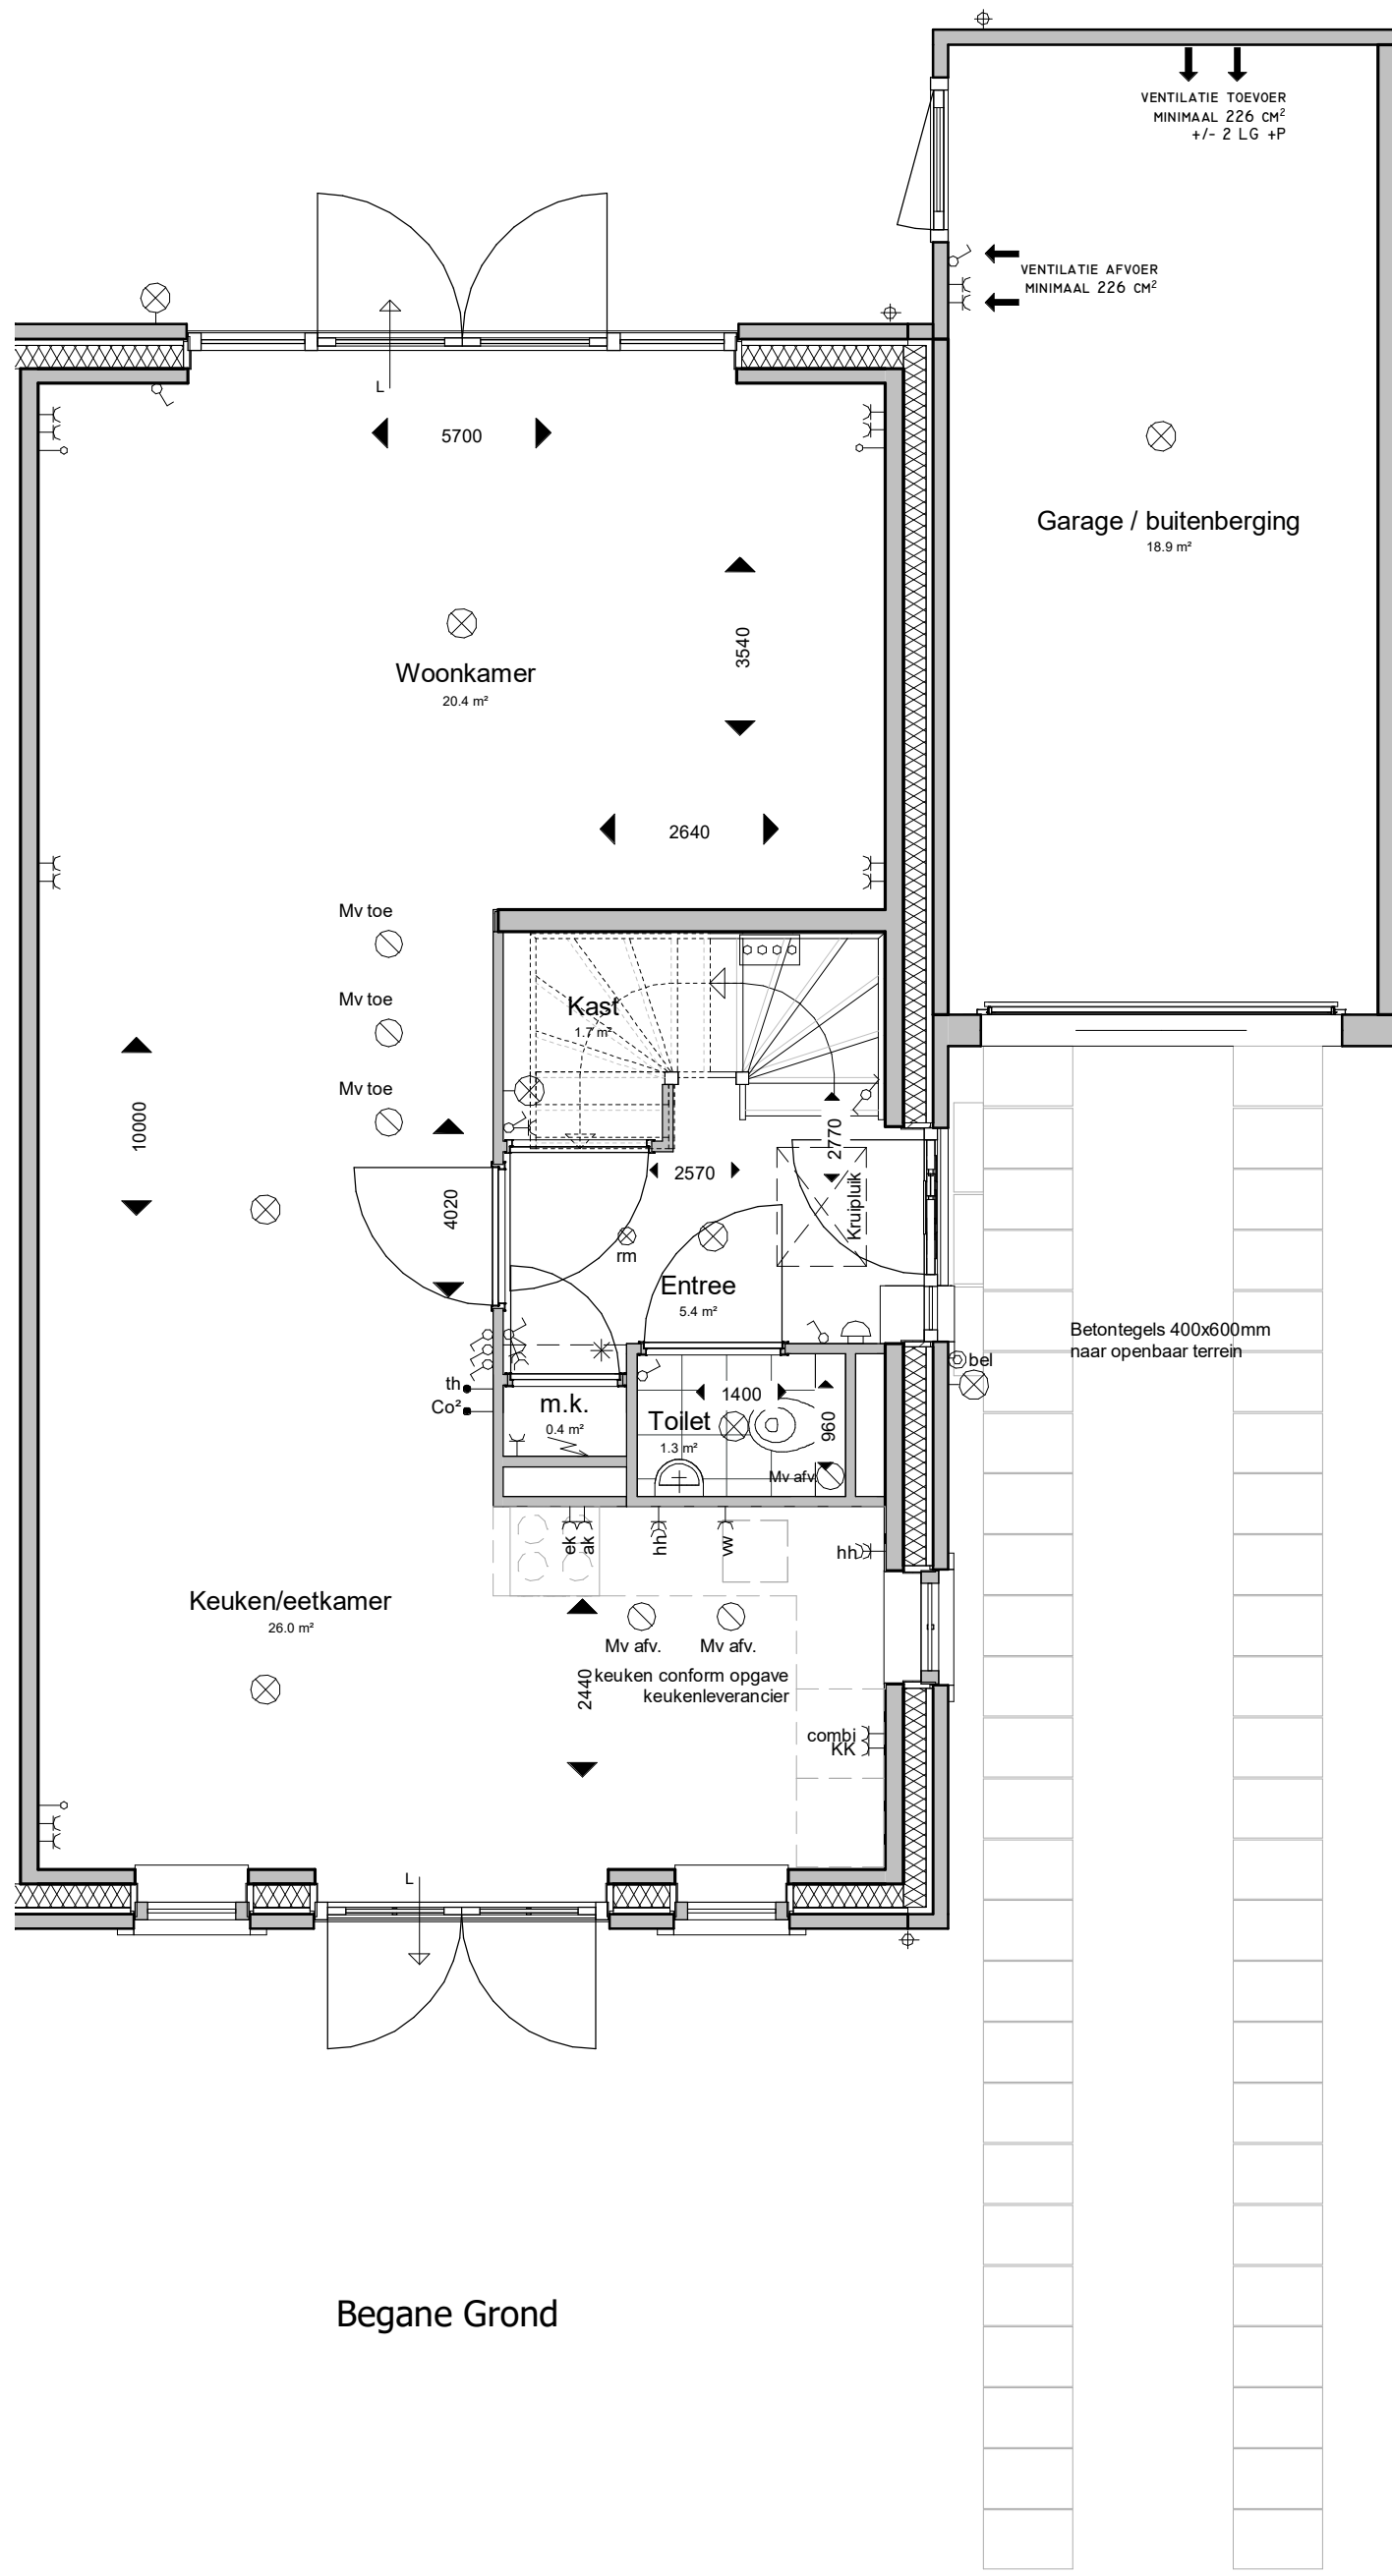 VENTILATIE TOEVOER
MINIMAAL 226 CM²
+/- 2 LG +P
VENTILATIE AFVOER
MINIMAAL 226 CM²
L
5700
Garage / buitenberging
18.9 m²
3540
Woonkamer
20.4 m²
2640
Mv toe
Mv toe
Kast
1.7 m²
Mv toe
10000
2770
2570
4020
Kruipluik
rm
Entree
5.4 m²
Betontegels 400x600mm
naar openbaar terrein
bel
th
Co²
m.k.
0.4 m²
1400
Toilet
1.3 m²
960
Mv afv.
ek
ak
hh
vw
hh
Keuken/eetkamer
26.0 m²
Mv afv.
Mv afv.
2440
keuken conform opgave
keukenleverancier
combi
KK
L
Begane Grond